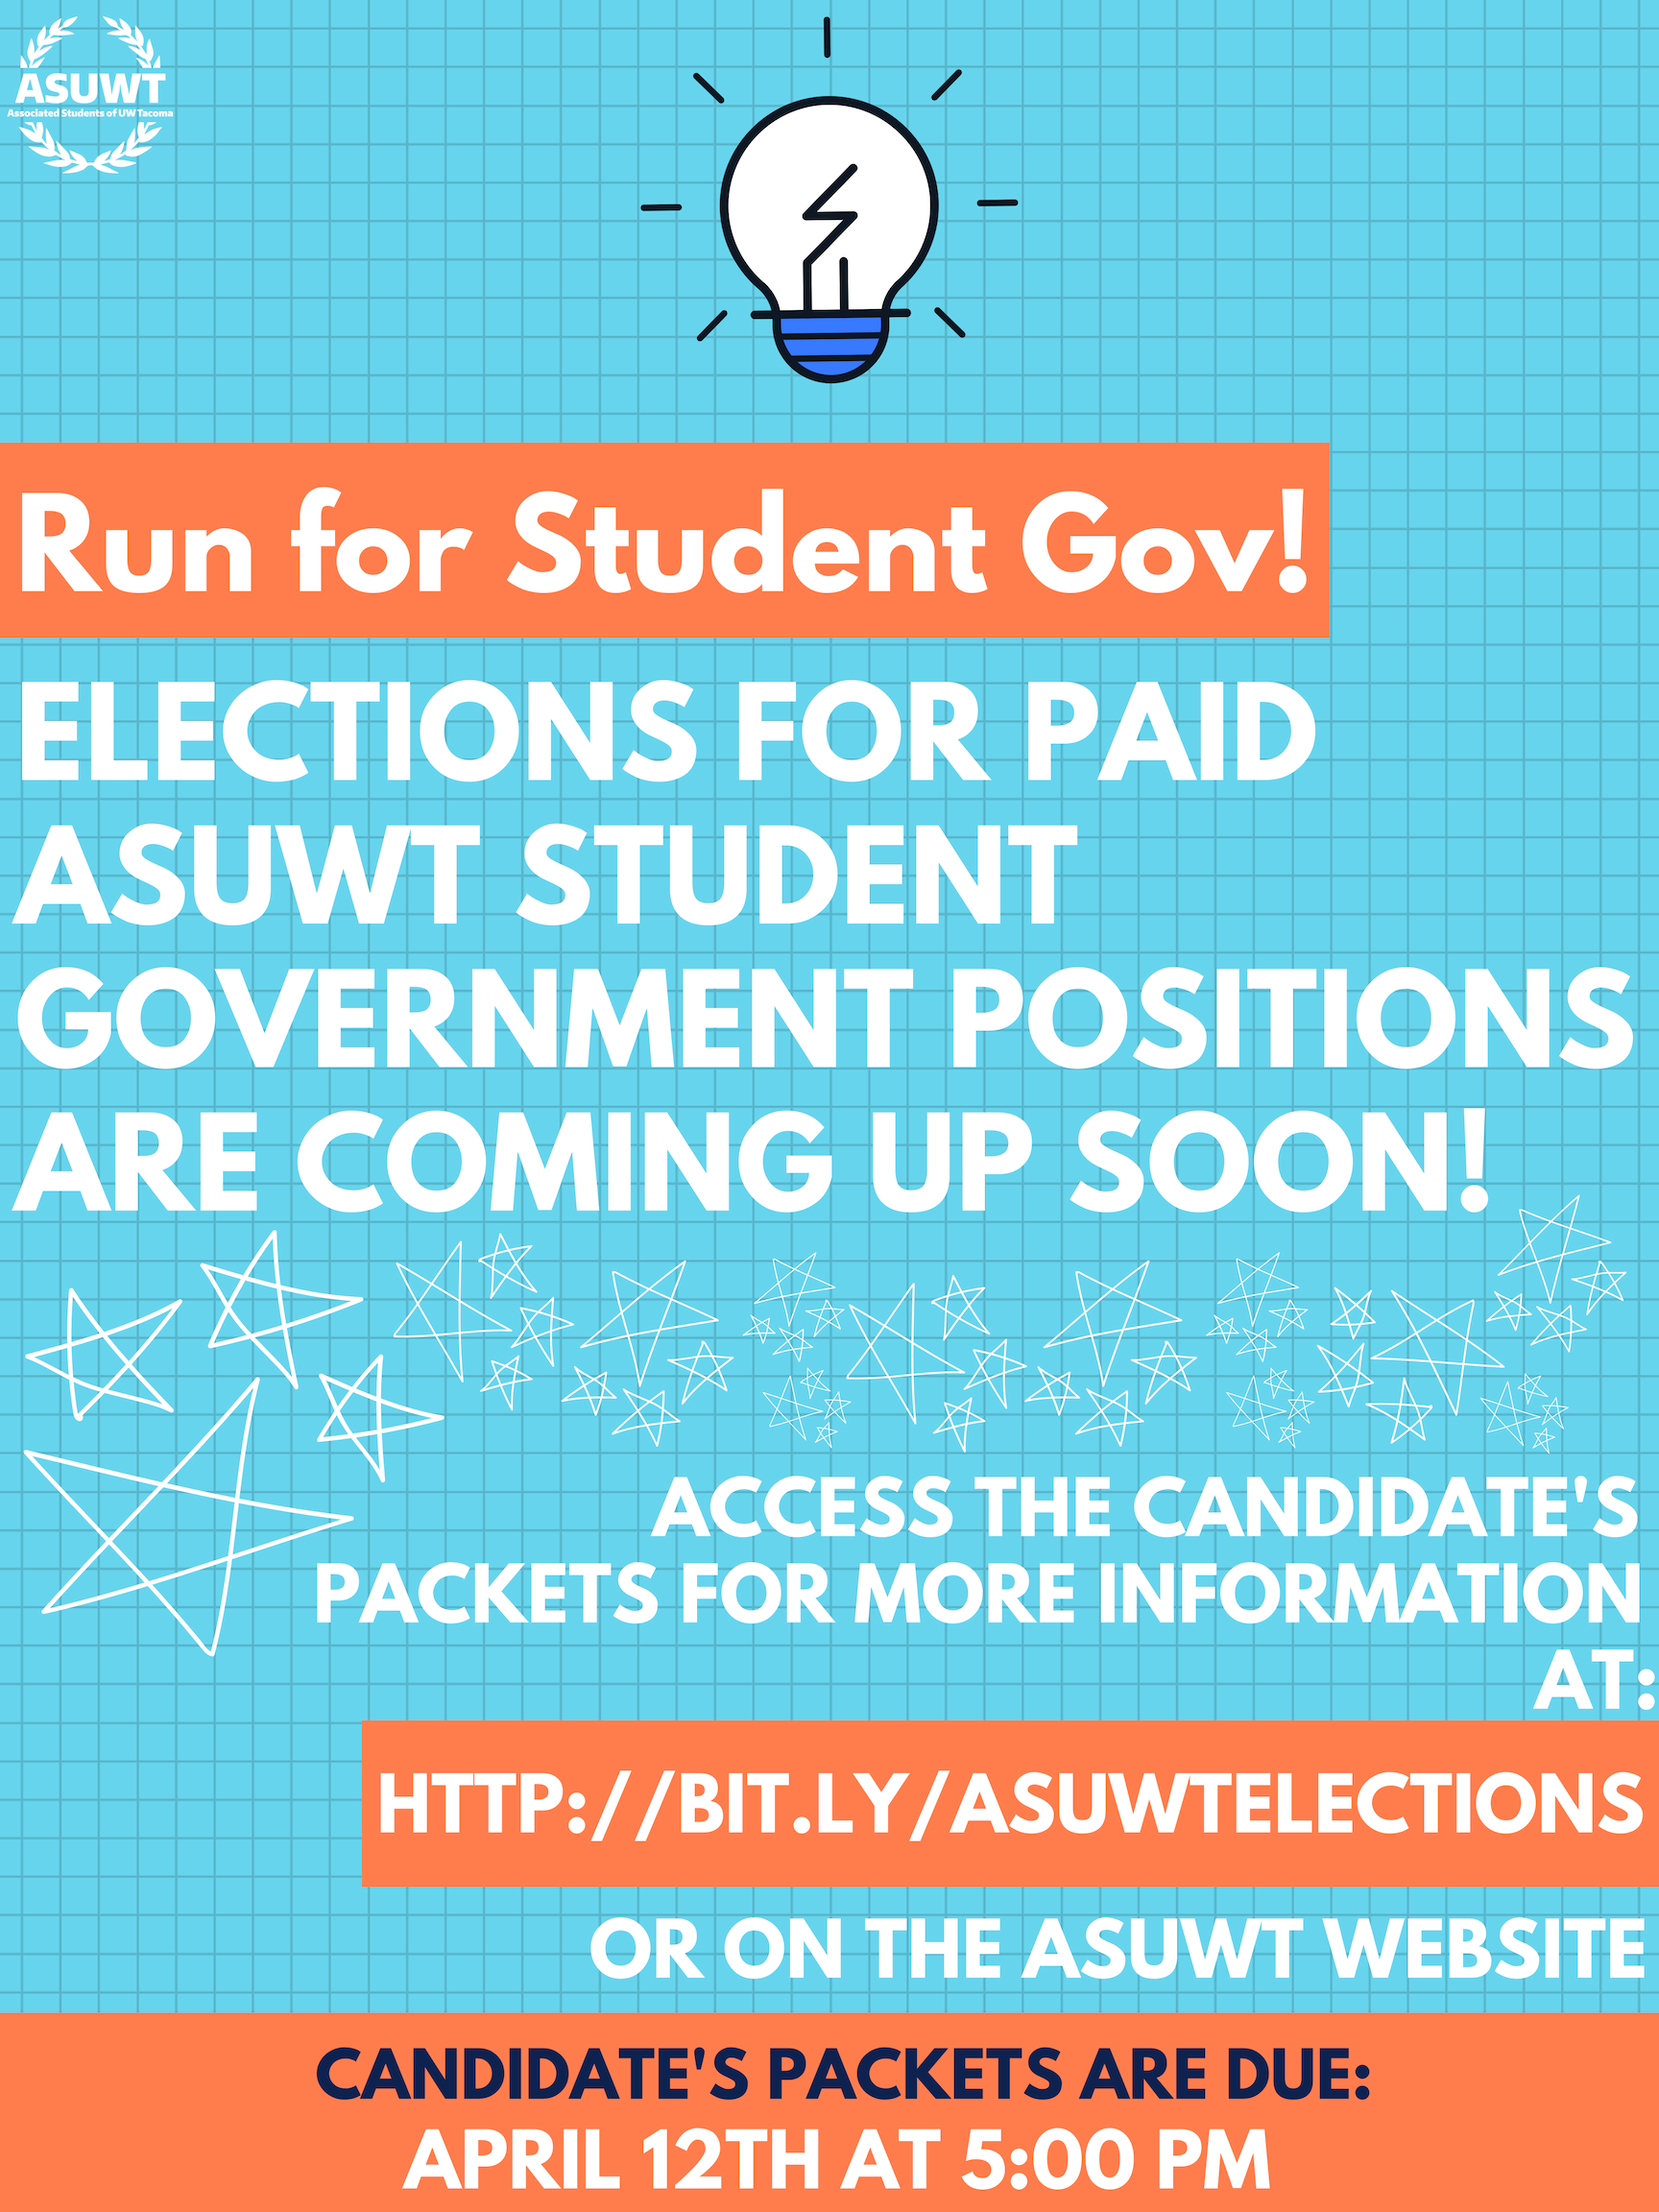 ASUWT
Associated Students of UW Tacoma
Run for Student Gov!
ELECTIONS FOR PAID
ASUWT STUDENT
GOVERNMENT POSITIONS
ARE COMING UP SOON!
ACCESS THE CANDIDATE'S
PACKETS FOR MORE INFORMATION
AT:
HTTP://BIT.LY/ASUWTELECTIONS
OR ON THE ASUWT WEBSITE
CANDIDATE'S PACKETS ARE DUE:
APRIL 12TH AT 5:00 PM